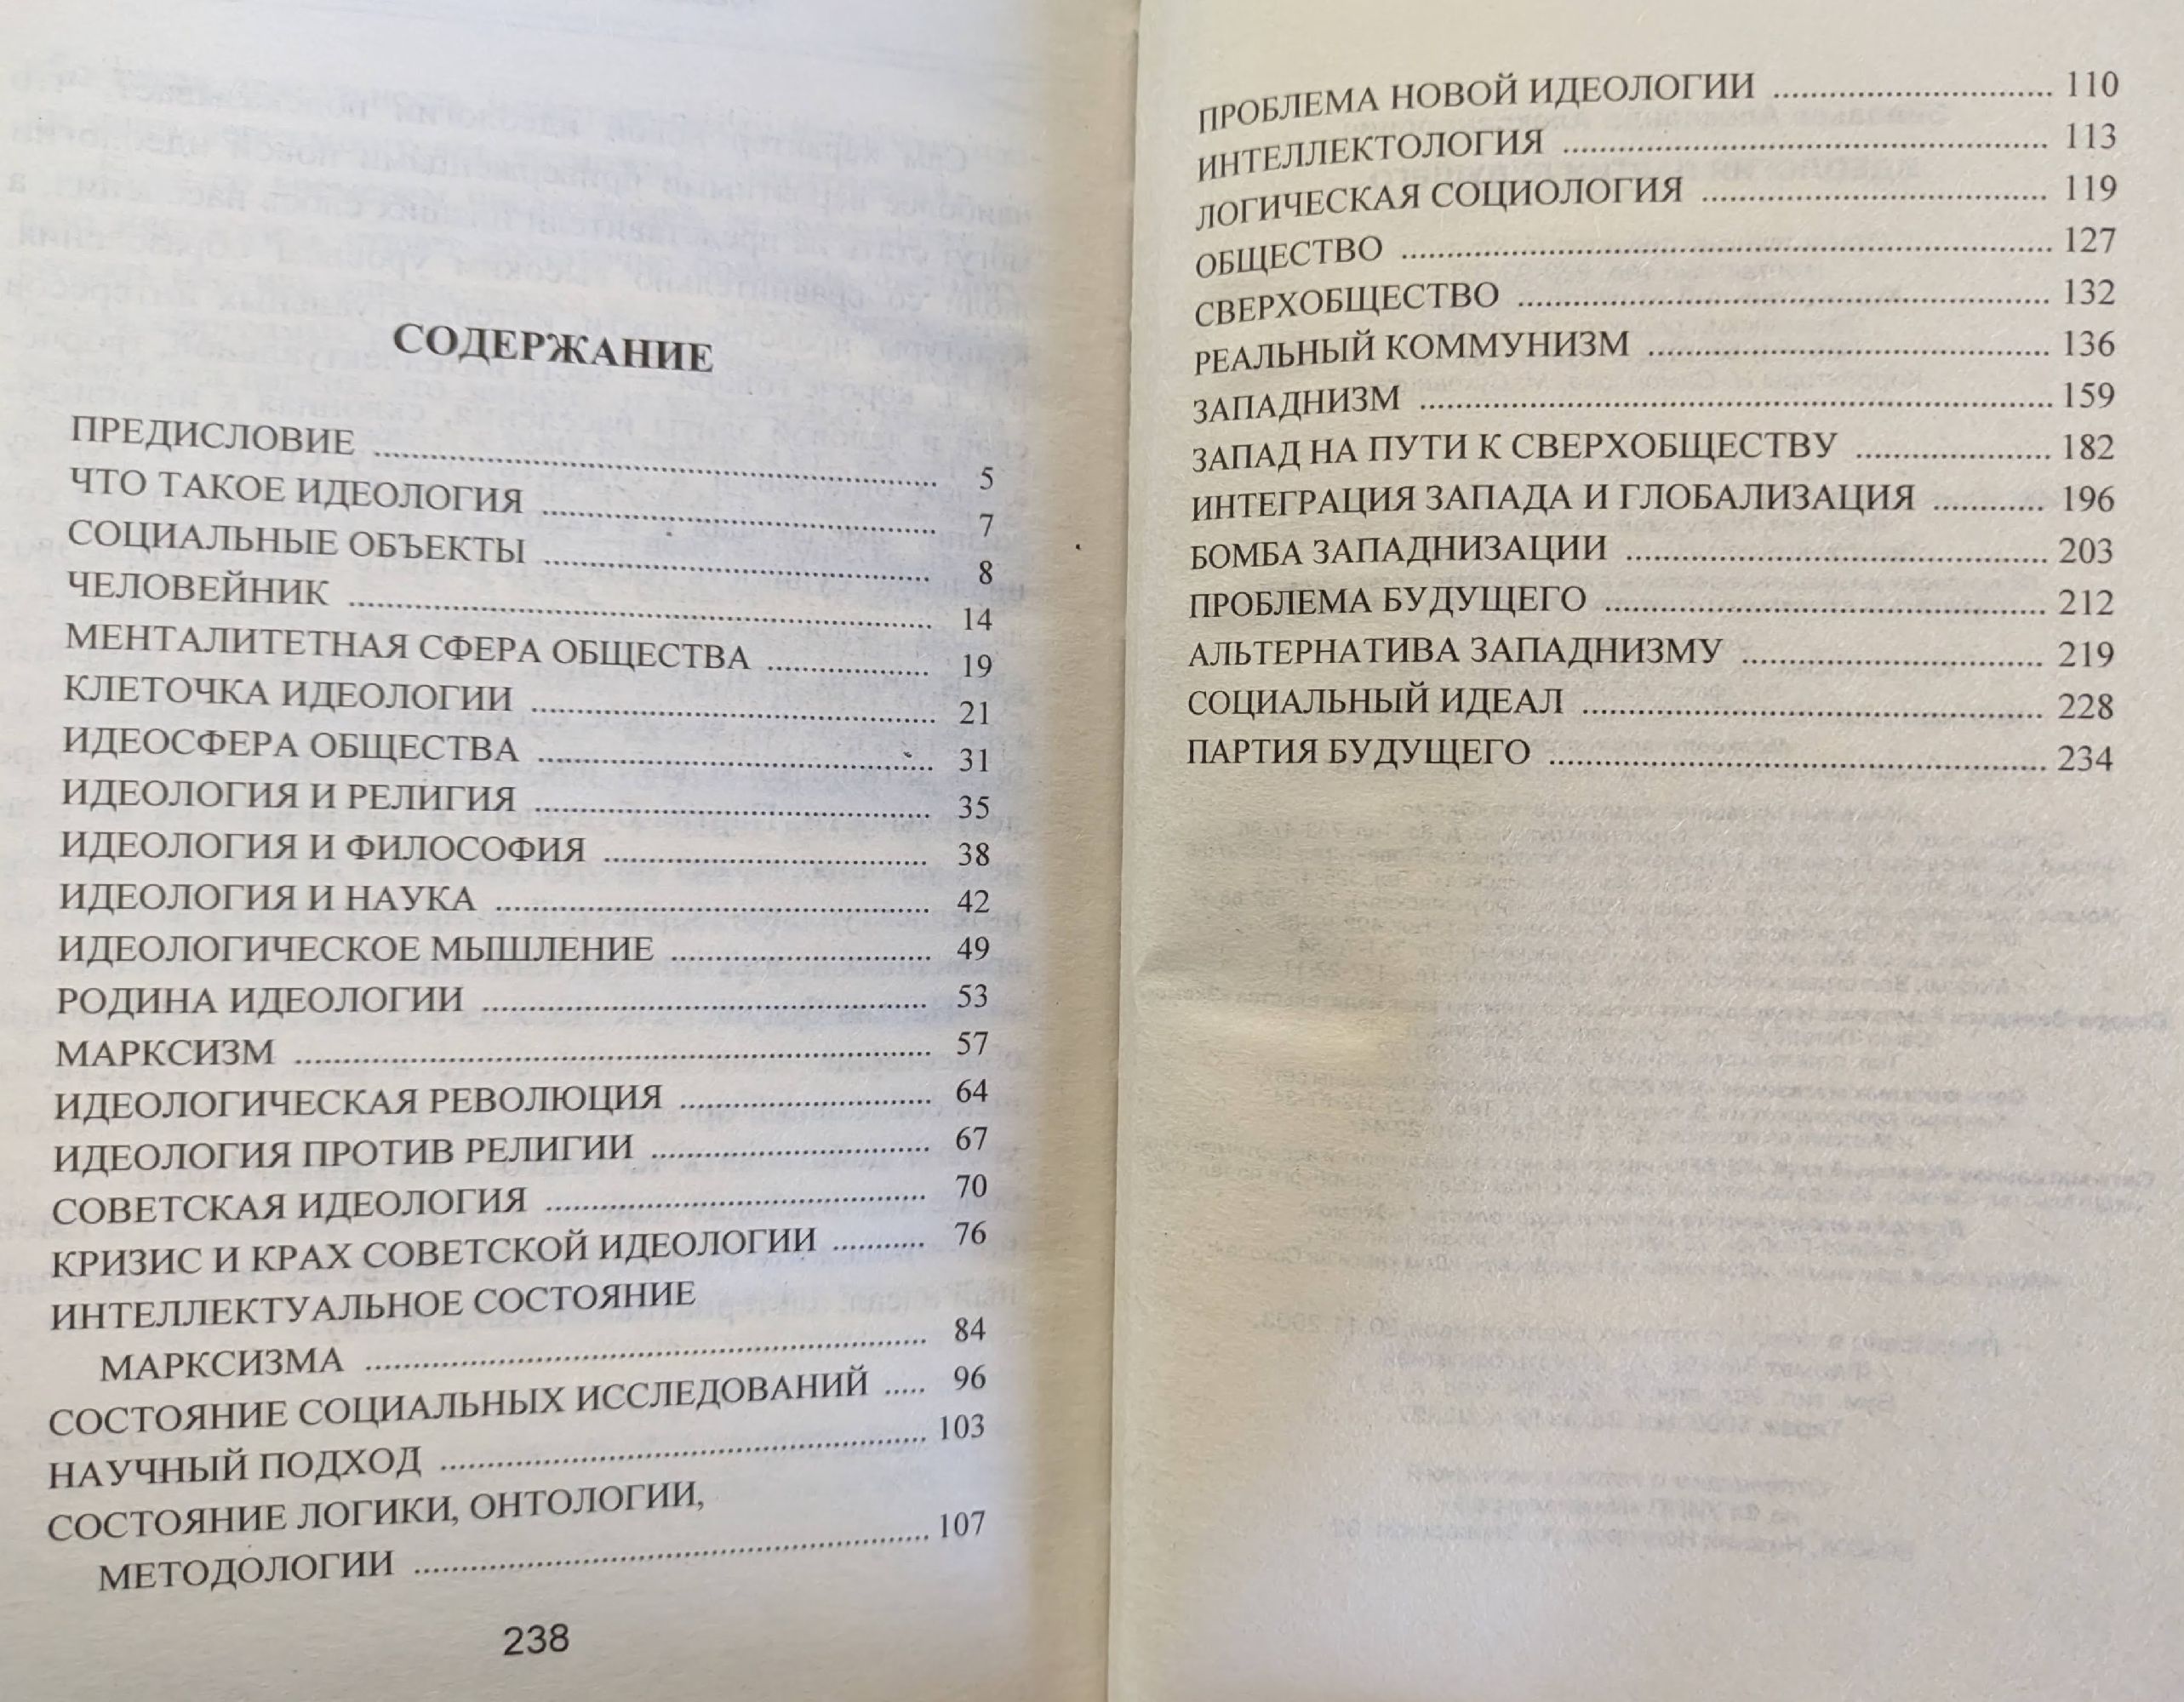 СОДЕРЖАНИЕ
ПРЕДИСЛОВИЕ 5
ЧТО ТАКОЕ ИДЕОЛОГИЯ 7
СОЦИАЛЬНЫЕ ОБЪЕКТЫ 8
ЧЕЛОВЕЙНИК 14
МЕНТАЛИТЕТНАЯ СФЕРА ОБЩЕСТВА 19
КЛЕТОЧКА ИДЕОЛОГИИ 21
ИДЕОСФЕРА ОБЩЕСТВА 31
ИДЕОЛОГИЯ И РЕЛИГИЯ 35
ИДЕОЛОГИЯ И ФИЛОСОФИЯ 38
ИДЕОЛОГИЯ И НАУКА 42
ИДЕОЛОГИЧЕСКОЕ МЫШЛЕНИЕ 49
РОДИНА ИДЕОЛОГИИ 53
МАРКСИЗМ 57
ИДЕОЛОГИЧЕСКАЯ РЕВОЛЮЦИЯ 64
ИДЕОЛОГИЯ ПРОТИВ РЕЛИГИИ 67
СОВЕТСКАЯ ИДЕОЛОГИЯ 70
КРИЗИС И КРАХ СОВЕТСКОЙ ИДЕОЛОГИИ 76
ИНТЕЛЛЕКТУАЛЬНОЕ СОСТОЯНИЕ
МАРКСИЗМА 84
СОСТОЯНИЕ СОЦИАЛЬНЫХ ИССЛЕДОВАНИЙ 96
НАУЧНЫЙ ПОДХОД 103
СОСТОЯНИЕ ЛОГИКИ, ОНТОЛОГИИ,
МЕТОДОЛОГИИ 107
238
ПРОБЛЕМА НОВОЙ ИДЕОЛОГИИ 110
ИНТЕЛЛЕКТОЛОГИЯ 113
ЛОГИЧЕСКАЯ СОЦИОЛОГИЯ 119
ОБЩЕСТВО 127
СВЕРХОБЩЕСТВО 132
РЕАЛЬНЫЙ КОММУНИЗМ 136
ЗАПАДНИЗМ 159
ЗАПАД НА ПУТИ К СВЕРХОБЩЕСТВУ 182
ИНТЕГРАЦИЯ ЗАПАДА И ГЛОБАЛИЗАЦИЯ 196
БОМБА ЗАПАДНИЗАЦИИ 203
ПРОБЛЕМА БУДУЩЕГО 212
АЛЬТЕРНАТИВА ЗАПАДНИЗМУ 219
СОЦИАЛЬНЫЙ ИДЕАЛ 228
ПАРТИЯ БУДУЩЕГО 234